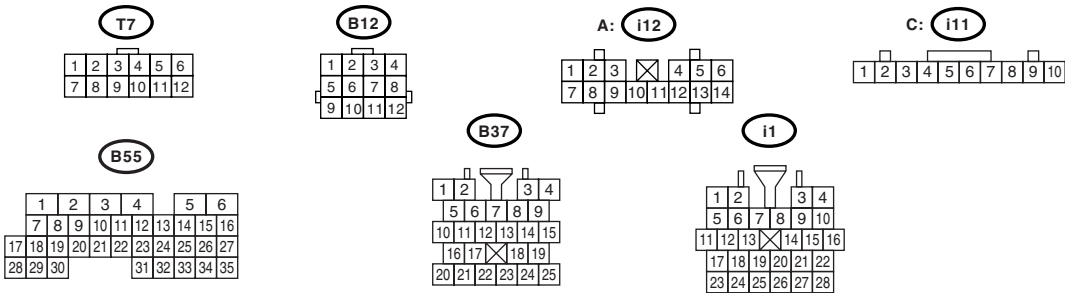 T7
1 2 3 4 5 6
7 8 9 10 11 12
B12
1 2 3 4
5 6 7 8
9 10 11 12
A: i12
1 2 3 4 5 6
7 8 9 10 11 12 13 14
C: i11
1 2 3 4 5 6 7 8 9 10
B55
1 2 3 4 5 6
7 8 9 10 11 12 13 14 15 16
17 18 19 20 21 22 23 24 25 26 27
28 29 30 31 32 33 34 35
B37
1 2 3 4
5 6 7 8 9
10 11 12 13 14 15
16 17 18 19
20 21 22 23 24 25
i1
1 2 3 4
5 6 7 8 9 10
11 12 13 14 15 16
17 18 19 20 21 22
23 24 25 26 27 28